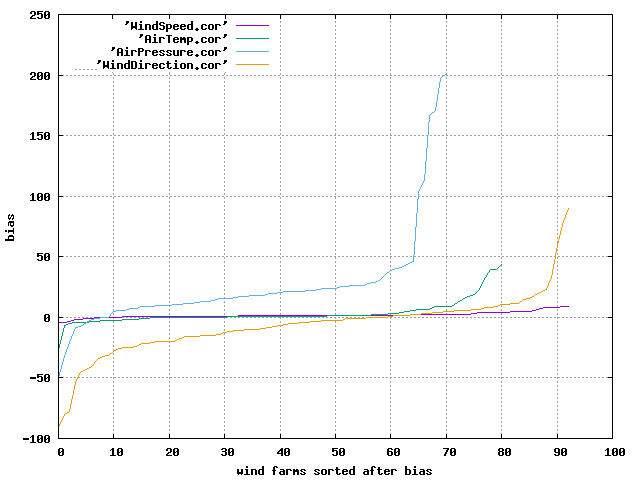 250
200
150
100
50
0
-50
-100
0 10 20 30 40 50 60 70 80 90 100
bias
wind farms sorted after bias
'WindSpeed.cor'
'AirTemp.cor'
'AirPressure.cor'
'WindDirection.cor'